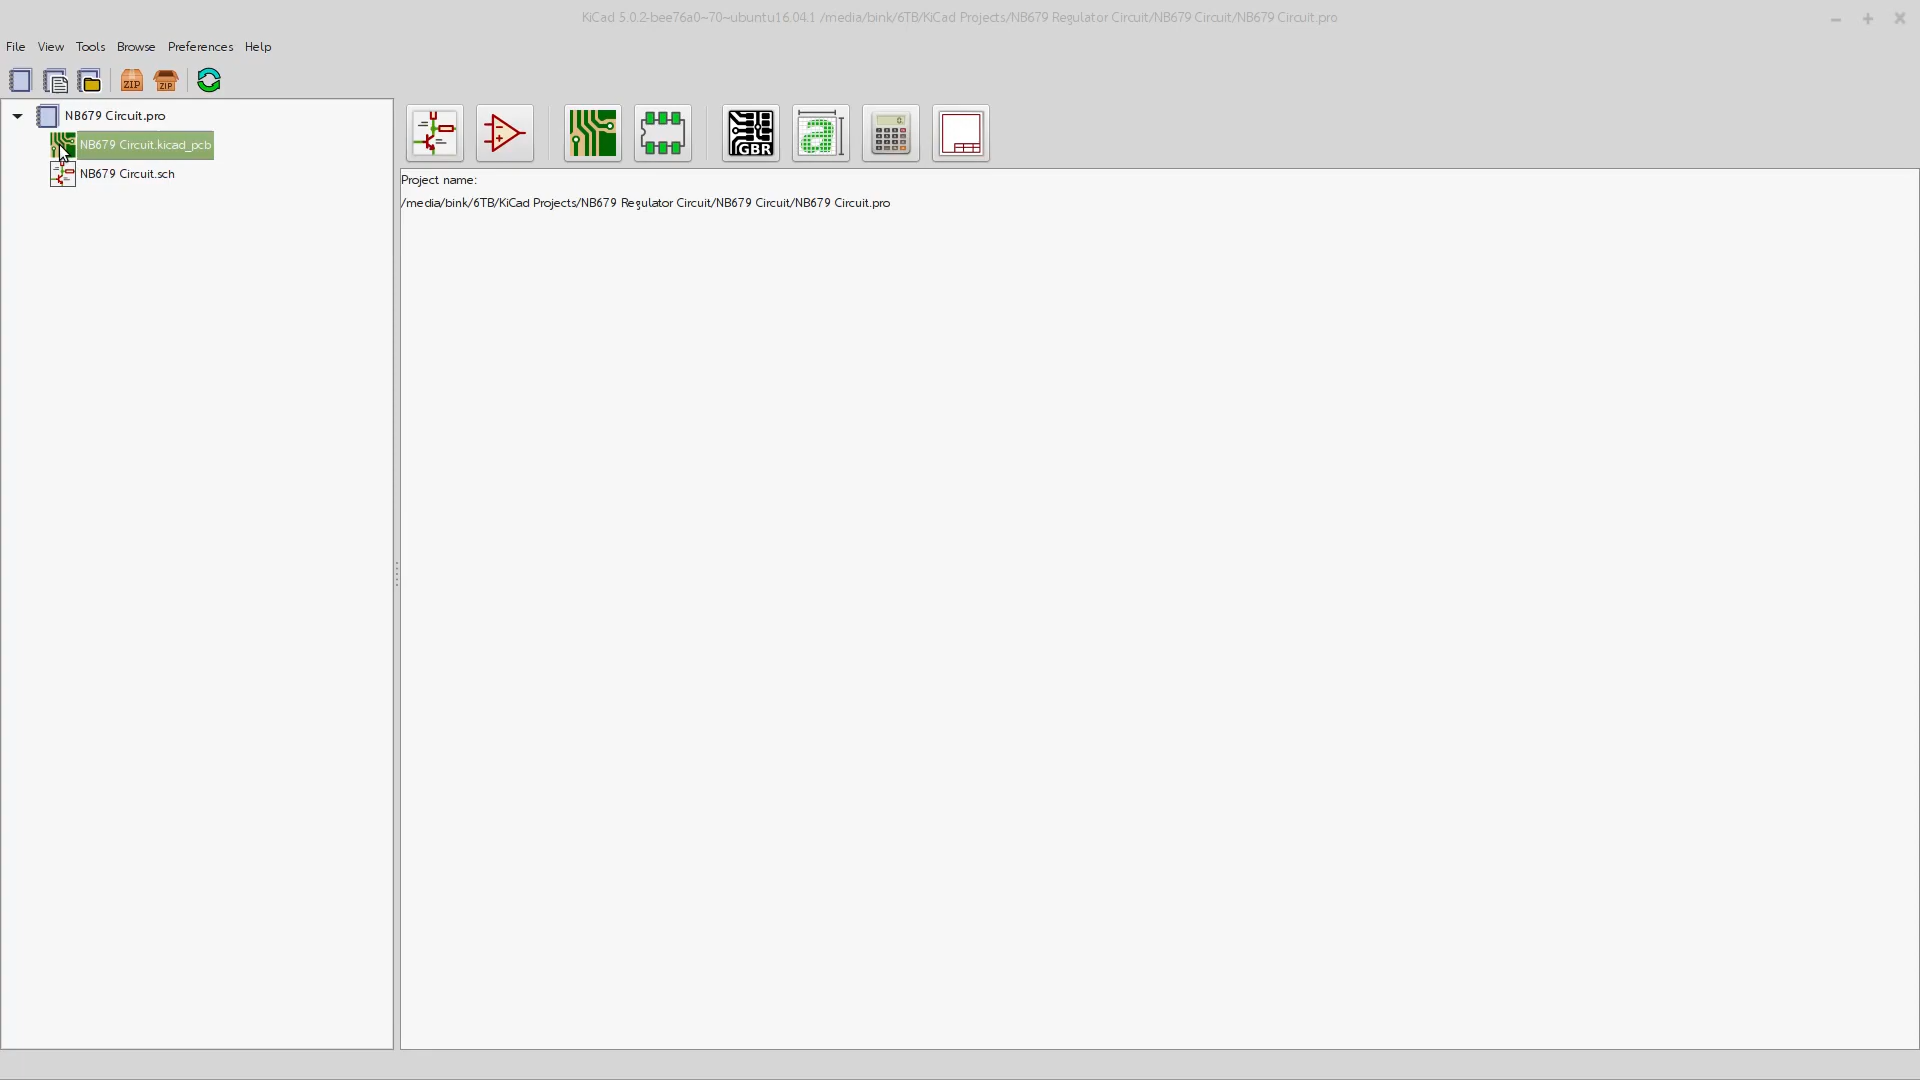 KiCad 5.0.2-bee76a0~70~ubuntu16.04.1 /media/bink/6TB/KiCad Projects/NB679 Regulator Circuit/NB679 Circuit/NB679 Circuit.pro
File View Tools Browse Preferences Help
ZIP ZIP
NB679 Circuit.pro
NB679 Circuit.kicad_pcb
NB679 Circuit.sch
GBR a 0.
Project name:
/media/bink/6TB/KiCad Projects/NB679 Regulator Circuit/NB679 Circuit/NB679 Circuit.pro